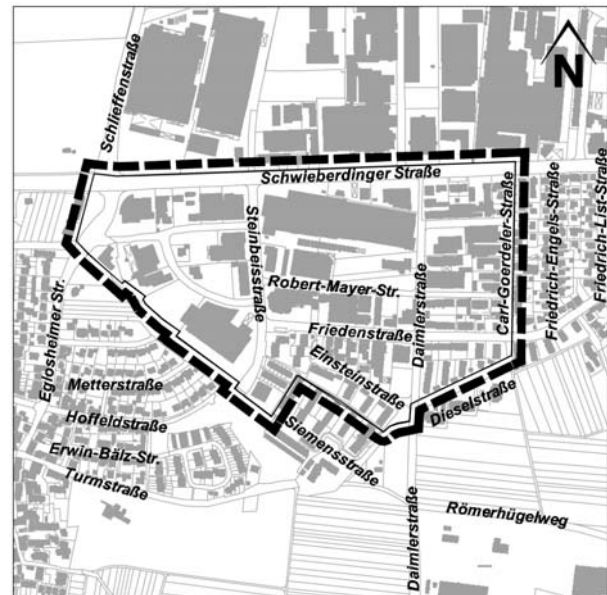 N
Schlieffenstraße
Schwieberdinger Straße
Steinbeisstraße
Carl-Goerdeler-Straße
Friedrich-Engels-Straße
Friedrich-List-Straße
Robert-Mayer-Str.
Daimlerstraße
Friedenstraße
Einsteinstraße
Eglosheimer Str.
Metterstraße
Hoffeldstraße
Dieselstraße
Siemensstraße
Erwin-Bälz-Str.
Turmstraße
Daimlerstraße
Römerhügelweg